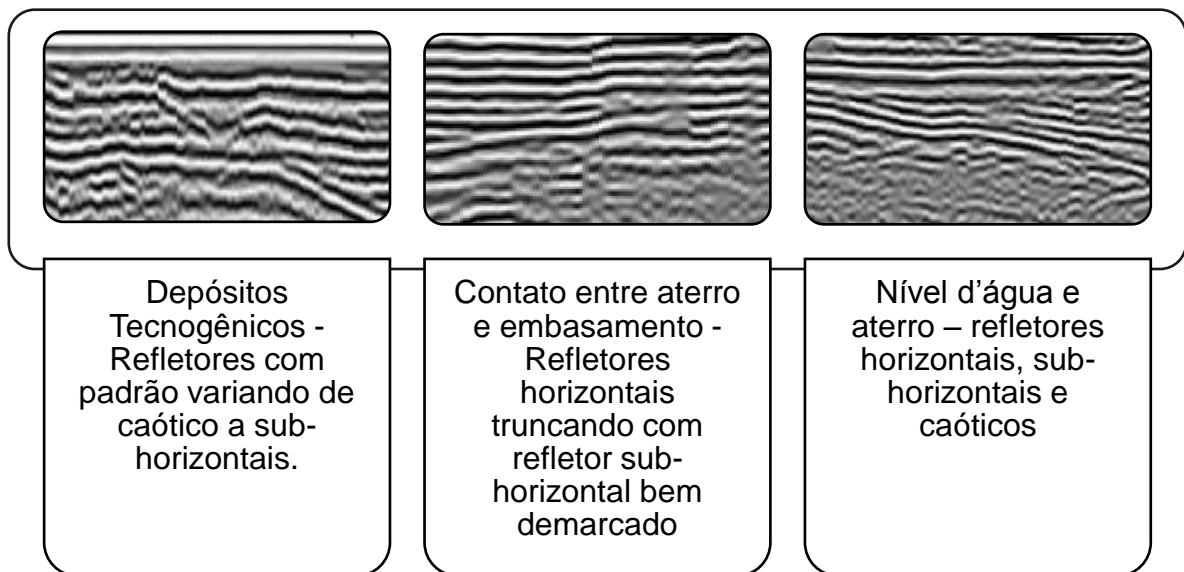 Depósitos
Tecnogênicos -
Refletores com
padrão variando de
caótico a sub-
horizontais.
Contato entre aterro
e embasamento -
Refletores
horizontais
truncando com
refletor sub-
horizontal bem
demarcado
Nível d’água e
aterro – refletores
horizontais, sub-
horizontais e
caóticos